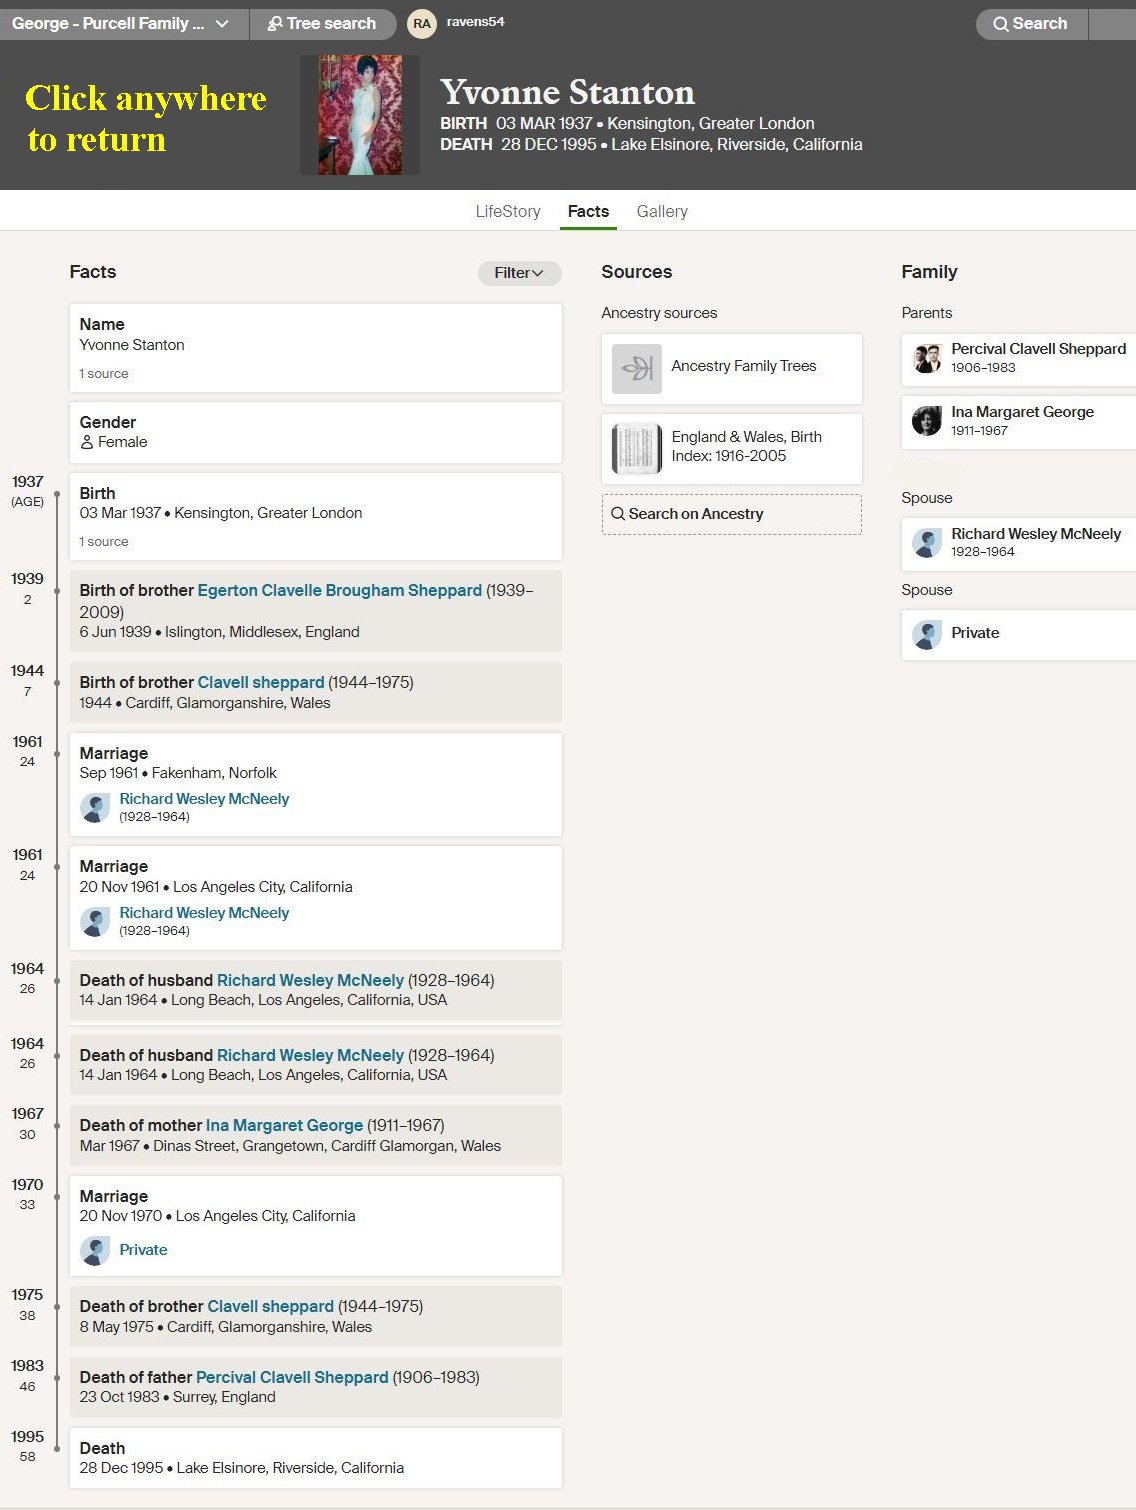 George - Purcell Family ...
Tree search
RA
ravens54
Search
Click anywhere
to return
Yvonne Stanton
BIRTH 03 MAR 1937 • Kensington, Greater London
DEATH 28 DEC 1995 • Lake Elsinore, Riverside, California
LifeStory
Facts
Gallery
Facts
Filter
Name
Yvonne Stanton
1 source
Gender
Female
1937
(AGE)
Birth
03 Mar 1937 • Kensington, Greater London
1 source
1939
2
Birth of brother Egerton Clavelle Brougham Sheppard (1939–
2009)
6 Jun 1939 • Islington, Middlesex, England
1944
7
Birth of brother Clavell sheppard (1944–1975)
1944 • Cardiff, Glamorganshire, Wales
1961
24
Marriage
Sep 1961 • Fakenham, Norfolk
Richard Wesley McNeely
(1928–1964)
1961
24
Marriage
20 Nov 1961 • Los Angeles City, California
Richard Wesley McNeely
(1928–1964)
1964
26
Death of husband Richard Wesley McNeely (1928–1964)
14 Jan 1964 • Long Beach, Los Angeles, California, USA
1964
26
Death of husband Richard Wesley McNeely (1928–1964)
14 Jan 1964 • Long Beach, Los Angeles, California, USA
1967
30
Death of mother Ina Margaret George (1911–1967)
Mar 1967 • Dinas Street, Grangetown, Cardiff Glamorgan, Wales
1970
33
Marriage
20 Nov 1970 • Los Angeles City, California
Private
1975
38
Death of brother Clavell sheppard (1944–1975)
8 May 1975 • Cardiff, Glamorganshire, Wales
1983
46
Death of father Percival Clavell Sheppard (1906–1983)
23 Oct 1983 • Surrey, England
1995
58
Death
28 Dec 1995 • Lake Elsinore, Riverside, California
Sources
Ancestry sources
Ancestry Family Trees
England & Wales, Birth
Index: 1916-2005
Search on Ancestry
Family
Parents
Percival Clavell Sheppard
1906–1983
Ina Margaret George
1911–1967
Spouse
Richard Wesley McNeely
1928–1964
Spouse
Private